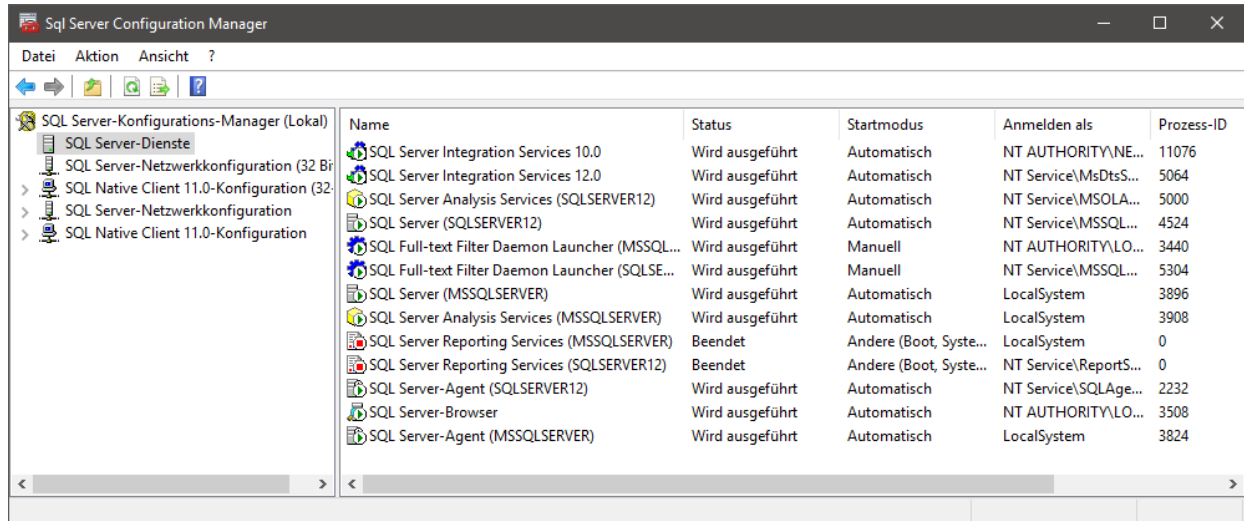 Sql Server Configuration Manager
Datei Aktion Ansicht ?
SQL Server-Konfigurations-Manager (Lokal)
SQL Server-Dienste
SQL Server-Netzwerkkonfiguration (32 Bi
SQL Native Client 11.0-Konfiguration (32-
SQL Server-Netzwerkkonfiguration
SQL Native Client 11.0-Konfiguration
Name Status Startmodus Anmelden als Prozess-ID
SQL Server Integration Services 10.0 Wird ausgeführt Automatisch NT AUTHORITY\NE... 11076
SQL Server Integration Services 12.0 Wird ausgeführt Automatisch NT Service\MsDtsS... 5064
SQL Server Analysis Services (SQLSERVER12) Wird ausgeführt Automatisch NT Service\MSOLA... 5000
SQL Server (SQLSERVER12) Wird ausgeführt Automatisch NT Service\MSSQL... 4524
SQL Full-text Filter Daemon Launcher (MSSQL... Wird ausgeführt Manuell NT AUTHORITY\LO... 3440
SQL Full-text Filter Daemon Launcher (SQLSE... Wird ausgeführt Manuell NT Service\MSSQL... 5304
SQL Server (MSSQLSERVER) Wird ausgeführt Automatisch LocalSystem 3896
SQL Server Analysis Services (MSSQLSERVER) Wird ausgeführt Automatisch LocalSystem 3908
SQL Server Reporting Services (MSSQLSERVER) Beendet Andere (Boot, Syste... LocalSystem 0
SQL Server Reporting Services (SQLSERVER12) Beendet Andere (Boot, Syste... NT Service\ReportS... 0
SQL Server-Agent (SQLSERVER12) Wird ausgeführt Automatisch NT Service\SQLAge... 2232
SQL Server-Browser Wird ausgeführt Automatisch NT AUTHORITY\LO... 3508
SQL Server-Agent (MSSQLSERVER) Wird ausgeführt Automatisch LocalSystem 3824